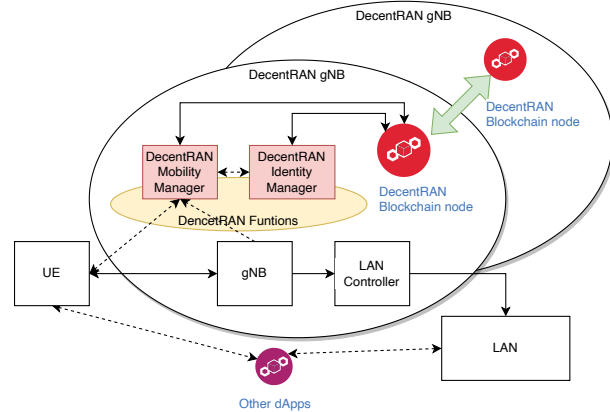 DecentRAN gNB
DecentRAN gNB
DecentRAN
Blockchain node
DecentRAN
Mobility
Manager
DecentRAN
Identity
Manager
DecentRAN
Blockchain node
DencetRAN Funtions
UE
gNB
LAN
Controller
LAN
Other dApps